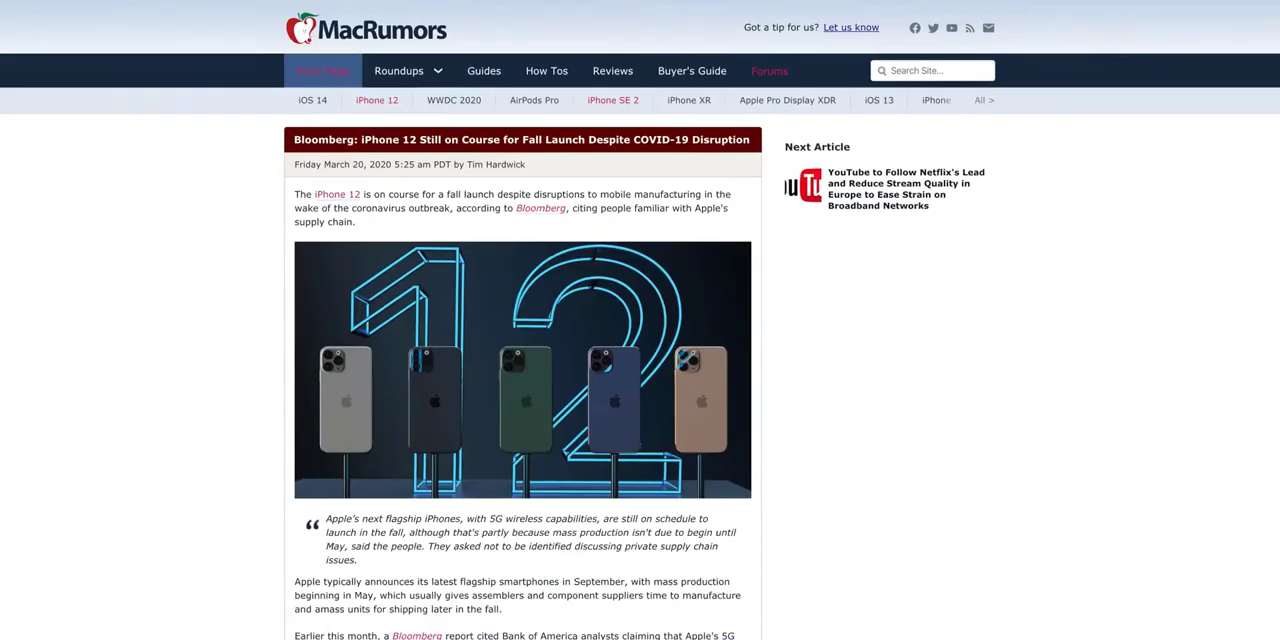 MacRumors
Got a tip for us? Let us know
Front Page Roundups Guides How Tos Reviews Buyer's Guide Forums Search Site...
iOS 14 iPhone 12 WWDC 2020 AirPods Pro iPhone SE 2 iPhone XR Apple Pro Display XDR iOS 13 iPhone All >
Bloomberg: iPhone 12 Still on Course for Fall Launch Despite COVID-19 Disruption
Friday March 20, 2020 5:25 am PDT by Tim Hardwick
The iPhone 12 is on course for a fall launch despite disruptions to mobile manufacturing in the
wake of the coronavirus outbreak, according to Bloomberg, citing people familiar with Apple's
supply chain.
12
“ Apple's next flagship iPhones, with 5G wireless capabilities, are still on schedule to
launch in the fall, although that's partly because mass production isn't due to begin until
May, said the people. They asked not to be identified discussing private supply chain
issues.
Apple typically announces its latest flagship smartphones in September, with mass production
beginning in May, which usually gives assemblers and component suppliers time to manufacture
and amass units for shipping later in the fall.
Earlier this month, a Bloomberg report cited Bank of America analysts claiming that Apple's 5G
Next Article
YouTube to Follow Netflix's Lead
and Reduce Stream Quality in
Europe to Ease Strain on
Broadband Networks